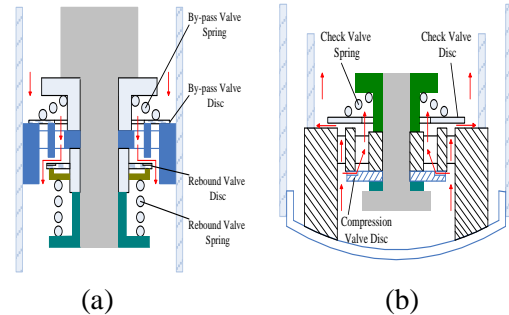 By-pass Valve
Spring
By-pass Valve
Disc
Rebound Valve
Disc
Rebound Valve
Spring
(a)
Check Valve
Spring
Check Valve
Disc
Compression
Valve Disc
(b)